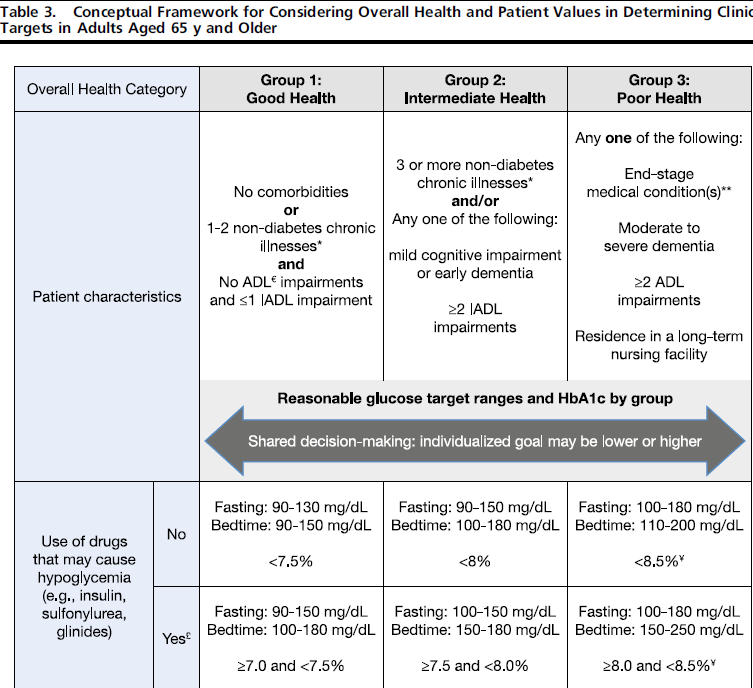 Table 3. Conceptual Framework for Considering Overall Health and Patient Values in Determining Clinic
Targets in Adults Aged 65 y and Older
Overall Health Category
Group 1:
Good Health
Group 2:
Intermediate Health
Group 3:
Poor Health
Patient characteristics
No comorbidities
or
1-2 non-diabetes chronic
illnesses*
and
No ADL€ impairments
and ≤1 IADL impairment
3 or more non-diabetes
chronic illnesses*
and/or
Any one of the following:
mild cognitive impairment
or early dementia
≥2 IADL
impairments
Any one of the following:
End-stage
medical condition(s)**
Moderate to
severe dementia
≥2 ADL
impairments
Residence in a long-term
nursing facility
Reasonable glucose target ranges and HbA1c by group
Shared decision-making: individualized goal may be lower or higher
Use of drugs
that may cause
hypoglycemia
(e.g., insulin,
sulfonylurea,
glinides)
No
Fasting: 90-130 mg/dL
Bedtime: 90-150 mg/dL
<7.5%
Fasting: 90-150 mg/dL
Bedtime: 100-180 mg/dL
<8%
Fasting: 100-180 mg/dL
Bedtime: 110-200 mg/dL
<8.5%¥
Yes£
Fasting: 90-150 mg/dL
Bedtime: 100-180 mg/dL
≥7.0 and <7.5%
Fasting: 100-150 mg/dL
Bedtime: 150-180 mg/dL
≥7.5 and <8.0%
Fasting: 100-180 mg/dL
Bedtime: 150-250 mg/dL
≥8.0 and <8.5%¥